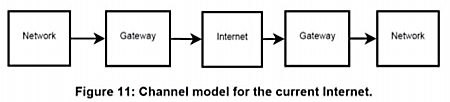 Network Gateway Internet Gateway Network
Figure 11: Channel model for the current Internet.